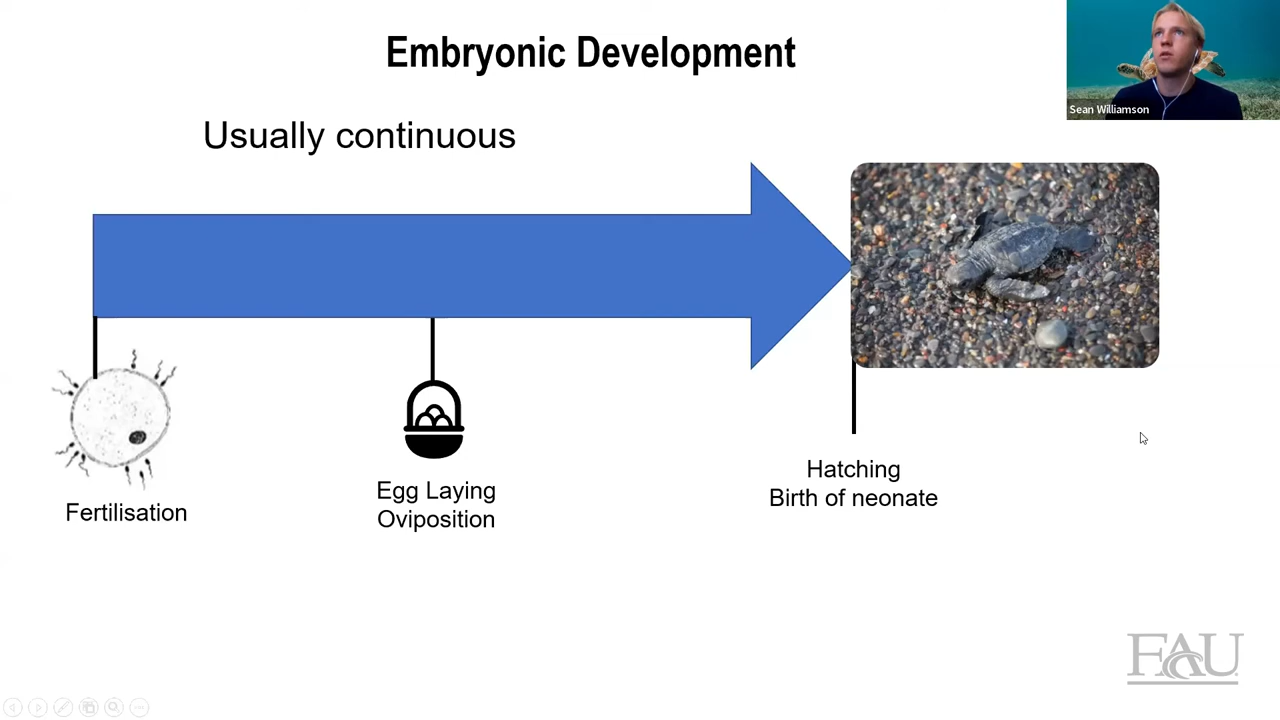 Embryonic Development
Sean Williamson
Usually continuous
Fertilisation
Egg Laying
Oviposition
Hatching
Birth of neonate
FAU